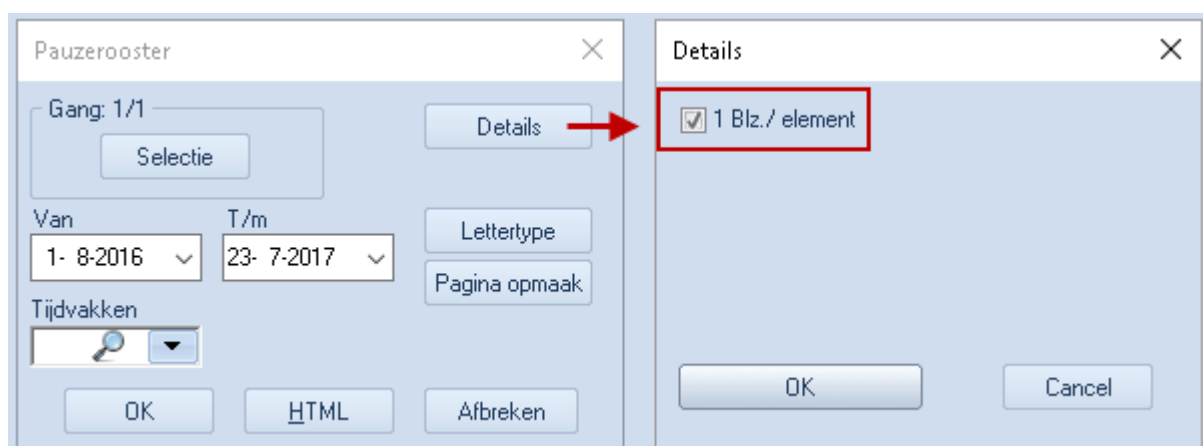 Pauzerooster
Gang: 1/1
Selectie
Details
Van
T/m
1- 8-2016
23- 7-2017
Lettertype
Pagina opmaak
Tijdvakken
OK
HTML
Afbreken
Details
1 Blz./ element
OK
Cancel